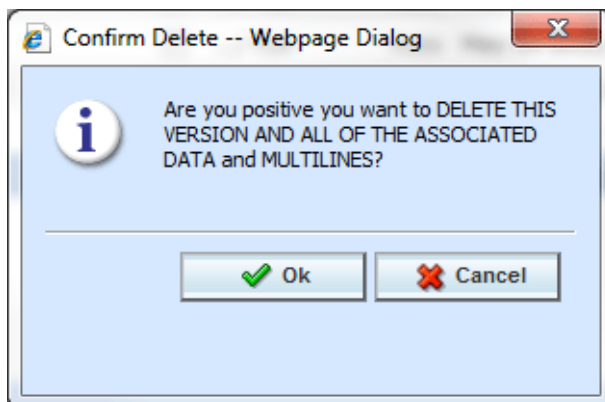 Confirm Delete -- Webpage Dialog
Are you positive you want to DELETE THIS
VERSION AND ALL OF THE ASSOCIATED
DATA and MULTILINES?
Ok
Cancel